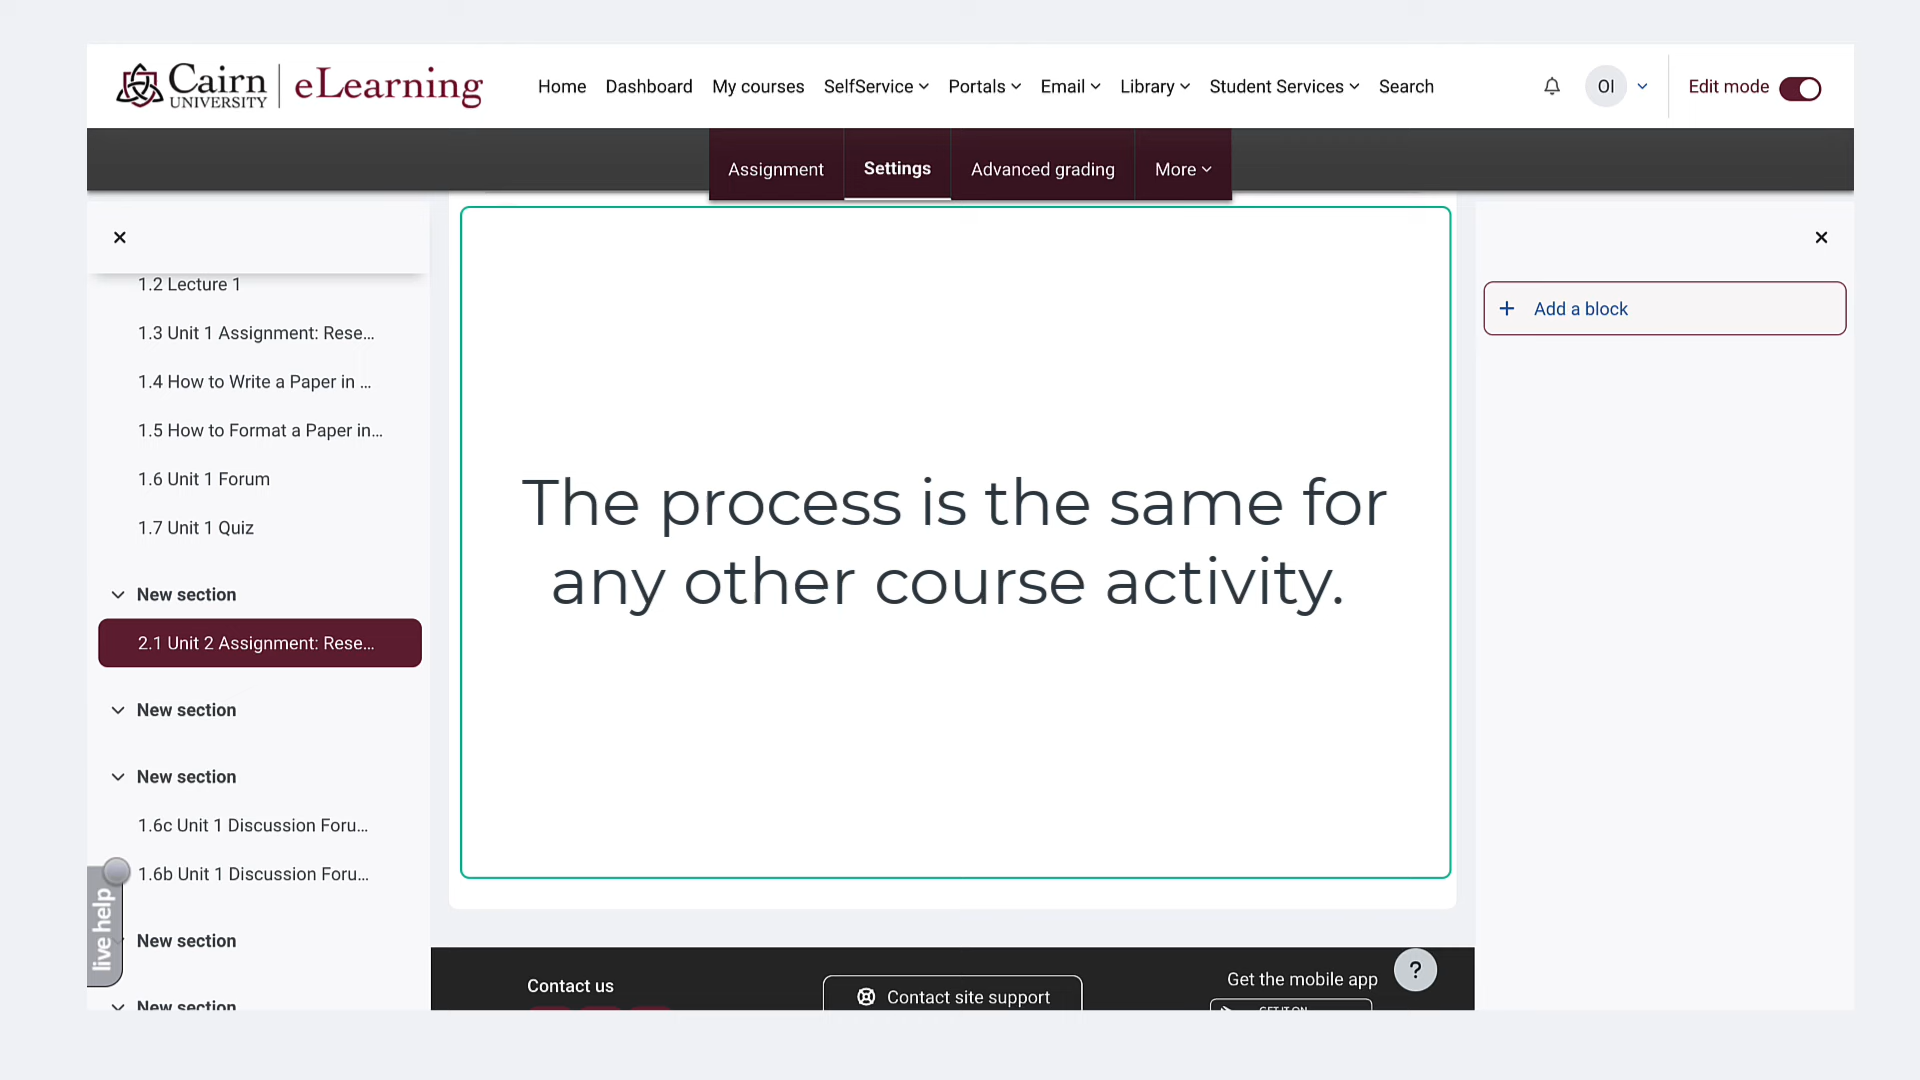 Cairn UNIVERSITY eLearning
Home Dashboard My courses SelfService Portals Email Library Student Services Search
OI
Edit mode
Assignment Settings Advanced grading More
1.2 Lecture 1
1.3 Unit 1 Assignment: Rese...
1.4 How to Write a Paper in ...
1.5 How to Format a Paper in...
1.6 Unit 1 Forum
1.7 Unit 1 Quiz
New section
2.1 Unit 2 Assignment: Rese...
New section
New section
1.6c Unit 1 Discussion Foru...
1.6b Unit 1 Discussion Foru...
New section
New section
live help
The process is the same for
any other course activity.
+ Add a block
Contact us
Contact site support
Get the mobile app
?
GET IT ON